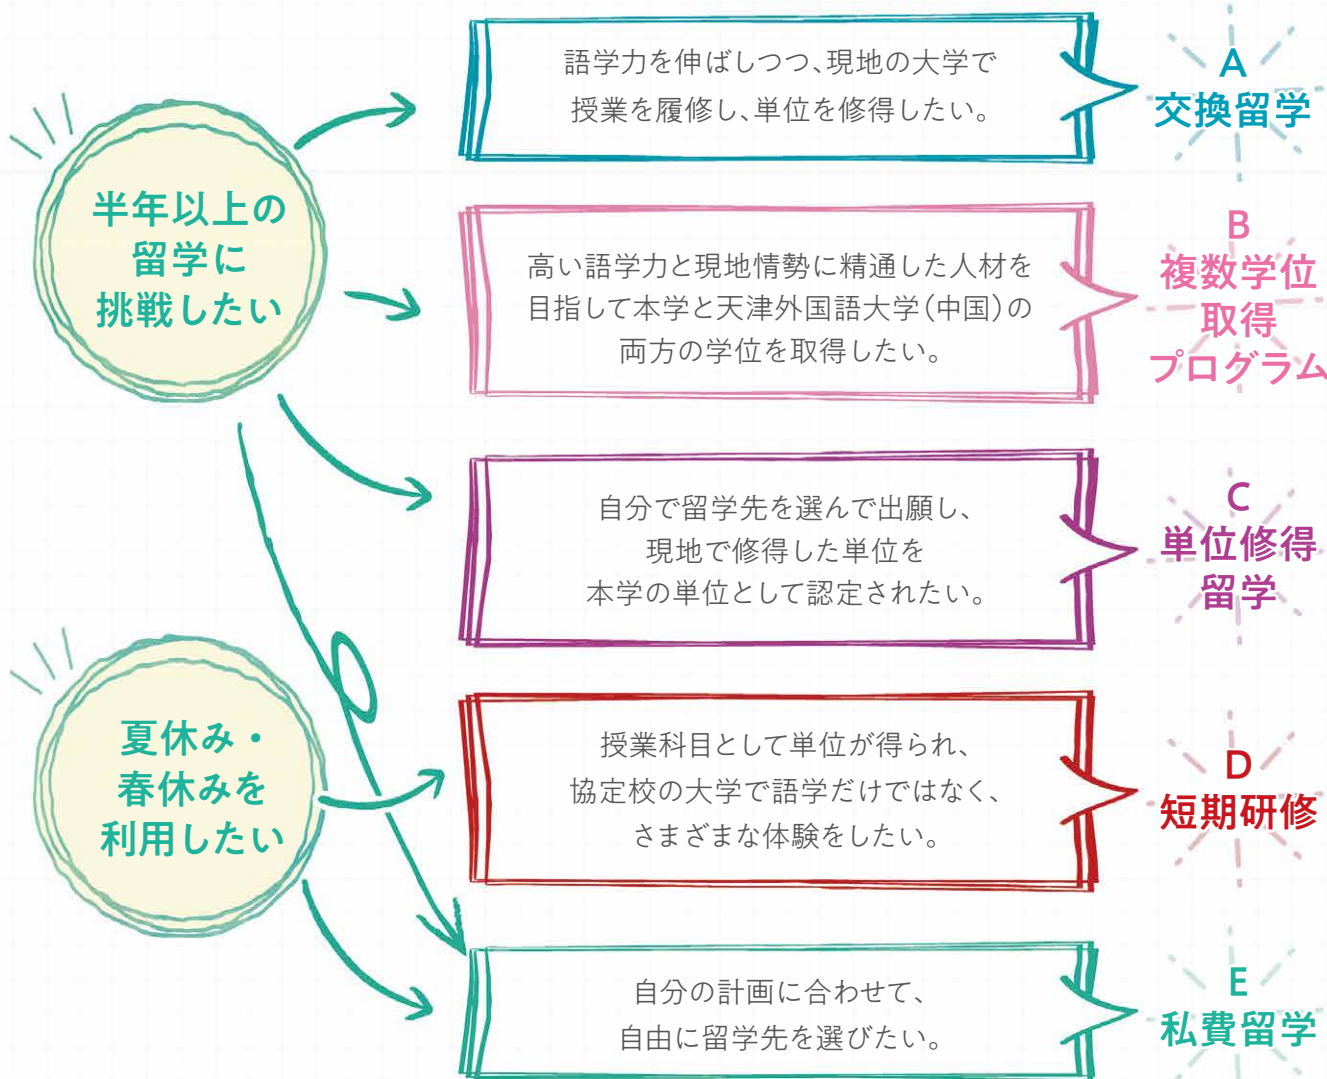 半年以上の
留学に
挑戦したい
語学力を伸ばしつつ、現地の大学で
授業を履修し、単位を修得したい。
A
交換留学
高い語学力と現地情勢に精通した人材を
目指して本学と天津外国語大学（中国）の
両方の学位を取得したい。
B
複数学位
取得
プログラム
自分で留学先を選んで出願し、
現地で修得した単位を
本学の単位として認定されたい。
C
単位修得
留学
夏休み・
春休みを
利用したい
授業科目として単位が得られ、
協定校の大学で語学だけではなく、
さまざまな体験をしたい。
D
短期研修
自分の計画に合わせて、
自由に留学先を選びたい。
E
私費留学